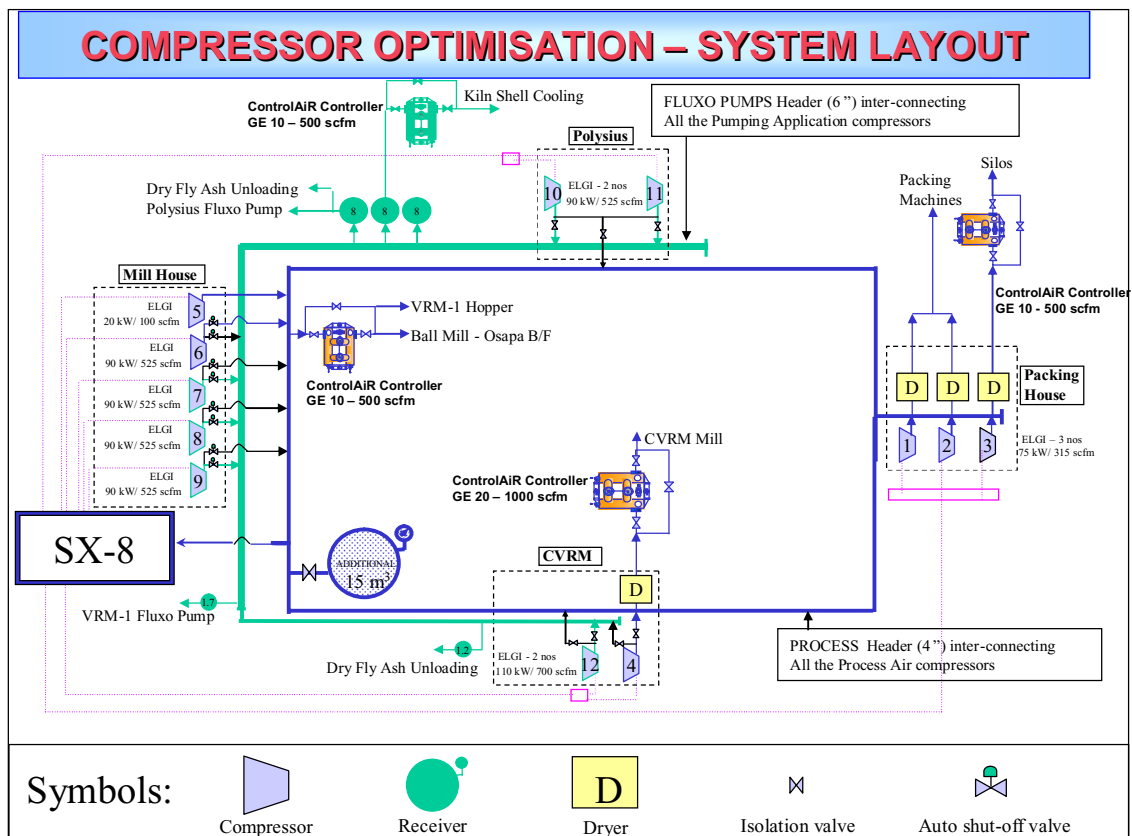 COMPRESSOR OPTIMISATION – SYSTEM LAYOUT
ControlAiR Controller
GE 10 – 500 scfm
Kiln Shell Cooling
FLUXO PUMPS Header (6 ”) inter-connecting
All the Pumping Application compressors
Polysius
10
11
ELGI - 2 nos
90 kW/ 525 scfm
Silos
Packing
Machines
Dry Fly Ash Unloading
Polysius Fluxo Pump
8
8
8
Mill House
ELGI
20 kW/ 100 scfm
5
ELGI
90 kW/ 525 scfm
6
ELGI
90 kW/ 525 scfm
7
ELGI
90 kW/ 525 scfm
8
ELGI
90 kW/ 525 scfm
9
VRM-1 Hopper
Ball Mill - Osapa B/F
ControlAiR Controller
GE 10 – 500 scfm
ControlAiR Controller
GE 10 - 500 scfm
D
D
D
Packing
House
1
2
3
ELGI – 3 nos
75 kW/ 315 scfm
CVRM Mill
ControlAiR Controller
GE 20 – 1000 scfm
SX-8
ADDITIONAL
15 m³
CVRM
D
1.7
VRM-1 Fluxo Pump
1.2
Dry Fly Ash Unloading
ELGI - 2 nos
110 kW/ 700 scfm
12
4
PROCESS Header (4 ”) inter-connecting
All the Process Air compressors
Symbols:
D
Compressor
Receiver
Dryer
Isolation valve
Auto shut-off valve